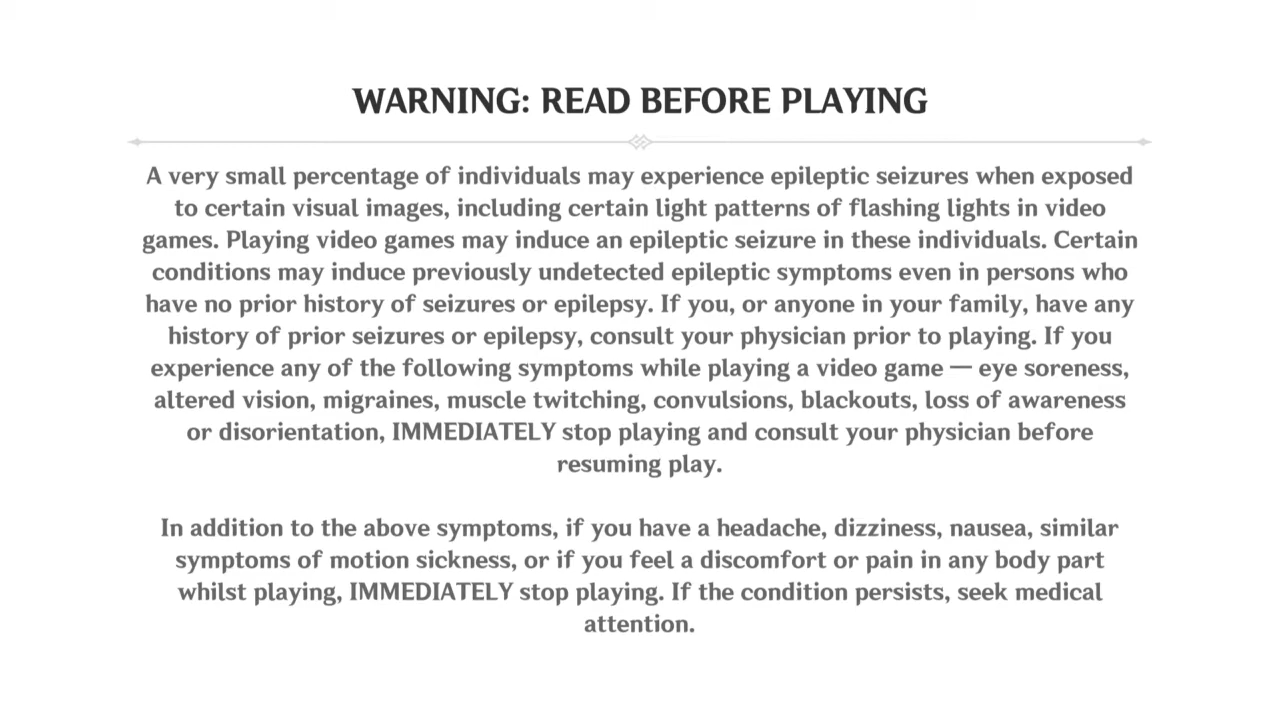 WARNING: READ BEFORE PLAYING
A very small percentage of individuals may experience epileptic seizures when exposed
to certain visual images, including certain light patterns of flashing lights in video
games. Playing video games may induce an epileptic seizure in these individuals. Certain
conditions may induce previously undetected epileptic symptoms even in persons who
have no prior history of seizures or epilepsy. If you, or anyone in your family, have any
history of prior seizures or epilepsy, consult your physician prior to playing. If you
experience any of the following symptoms while playing a video game — eye soreness,
altered vision, migraines, muscle twitching, convulsions, blackouts, loss of awareness
or disorientation, IMMEDIATELY stop playing and consult your physician before
resuming play.
In addition to the above symptoms, if you have a headache, dizziness, nausea, similar
symptoms of motion sickness, or if you feel a discomfort or pain in any body part
whilst playing, IMMEDIATELY stop playing. If the condition persists, seek medical
attention.